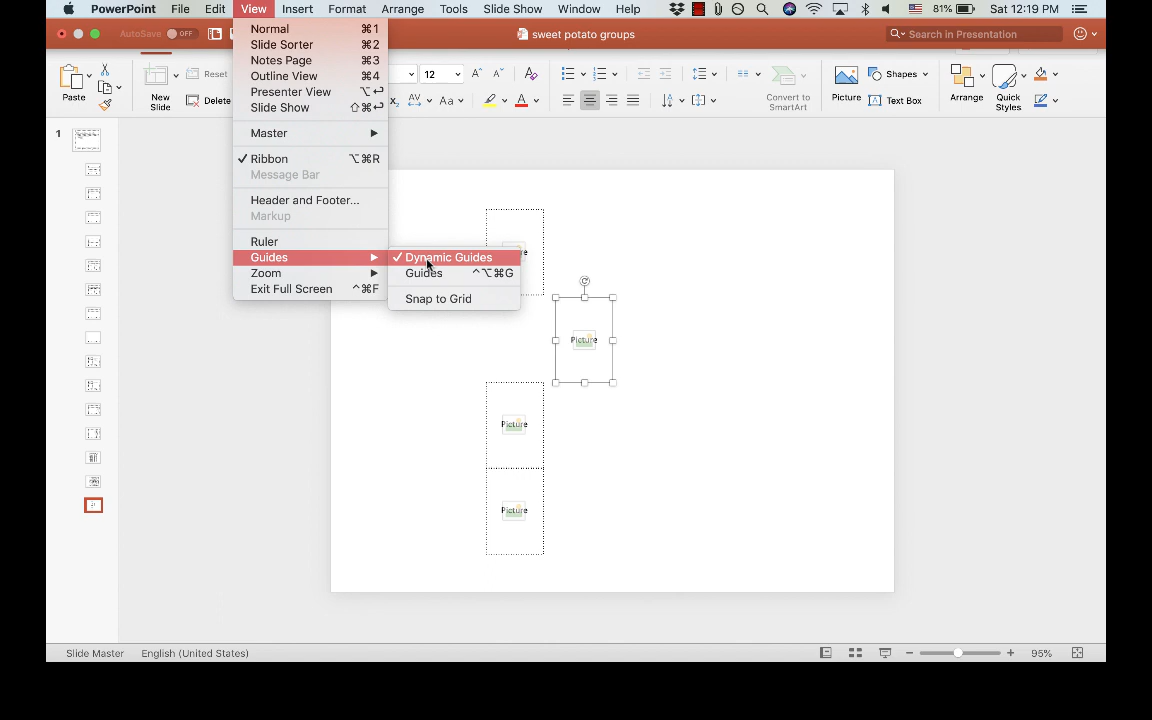 PowerPoint File Edit View Insert Format Arrange Tools Slide Show Window Help 81% Sat 12:19 PM
AutoSave OFF sweet potato groups Search in Presentation
Normal ⌘1
Slide Sorter ⌘2
Notes Page ⌘3
Outline View ⌘4
Presenter View ⌥↩
Slide Show ⇧⌘↩
Master
✓ Ribbon ⌥⌘R
Message Bar
Header and Footer...
Markup
Ruler
Guides
Zoom
Exit Full Screen ^⌘F
✓ Dynamic Guides
Guides ^⌥⌘G
Snap to Grid
Paste
New
Slide
Reset
Delete
12
Aa
Convert to
SmartArt
Picture
Shapes
Text Box
Arrange
Quick
Styles
1
Picture
Picture
Picture
Slide Master English (United States) 95%